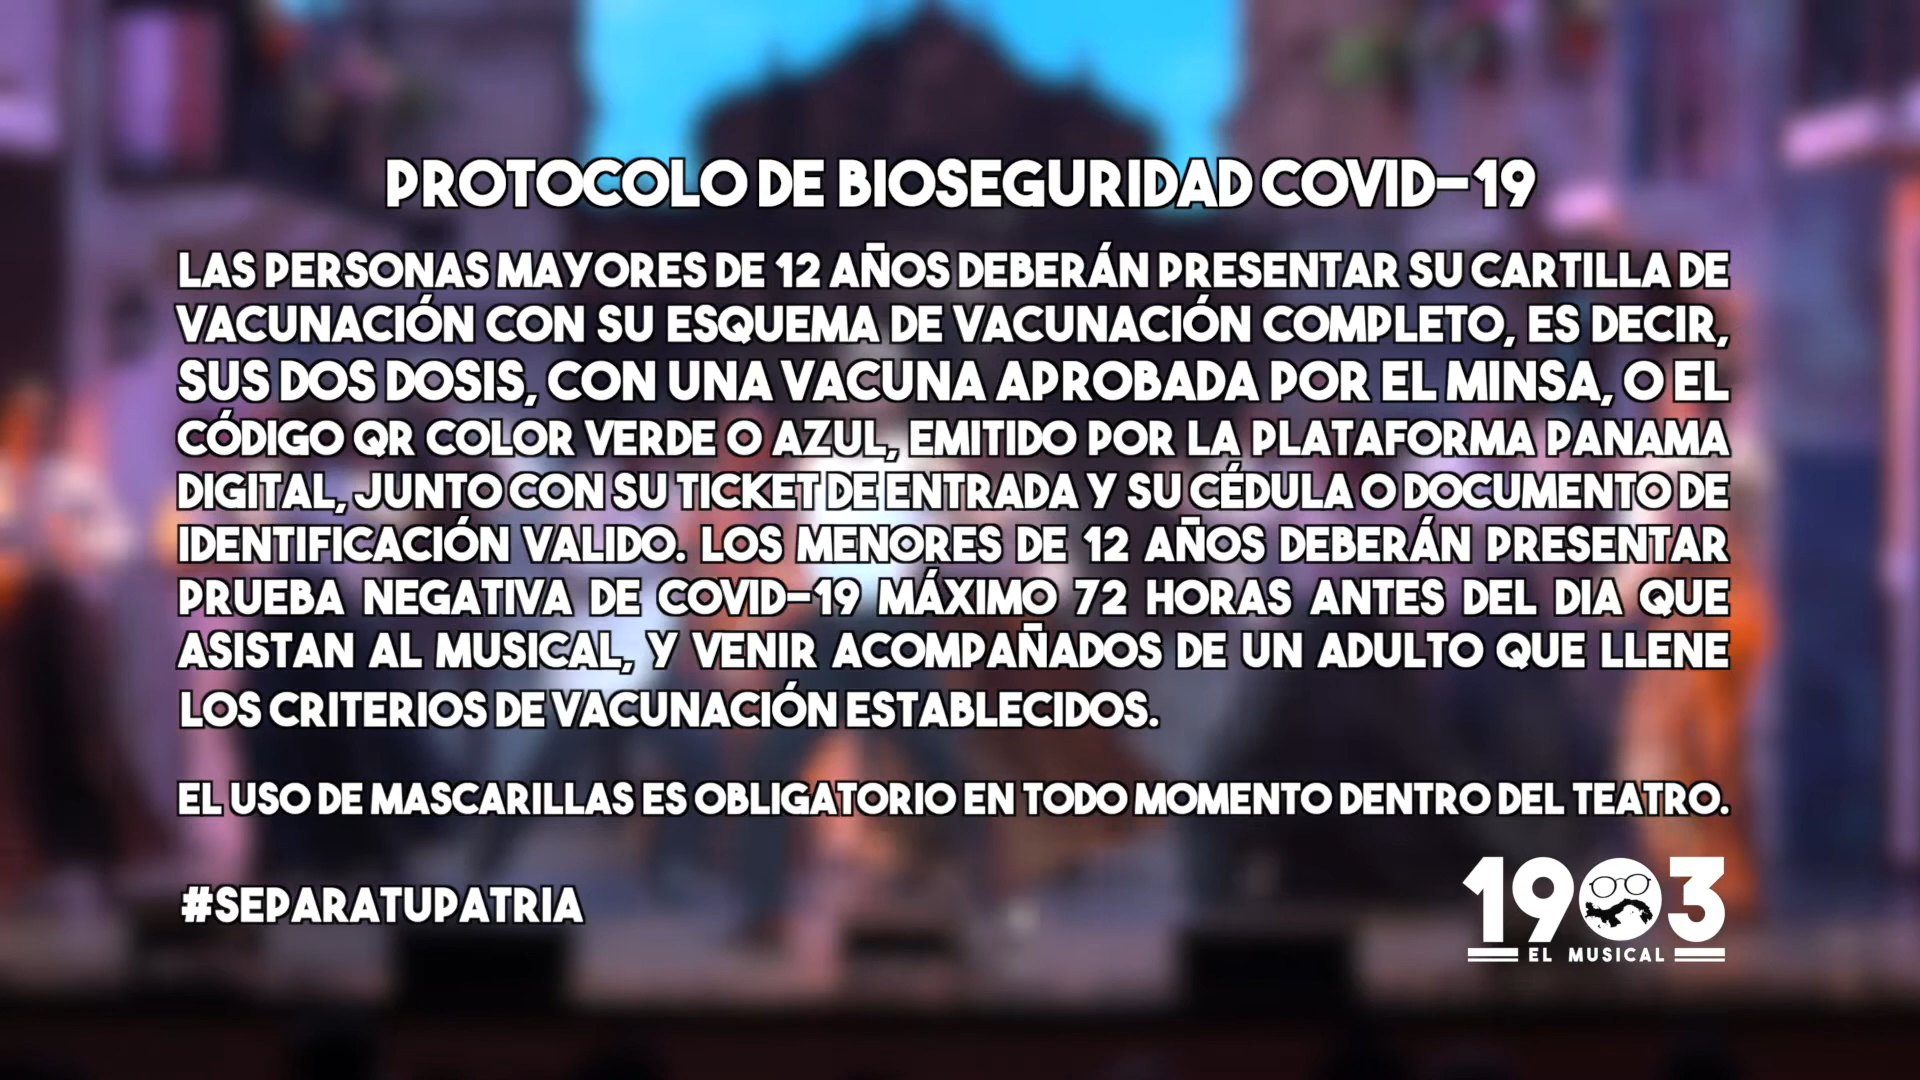 PROTOCOLO DE BIOSEGURIDAD COVID-19
LAS PERSONAS MAYORES DE 12 AÑOS DEBERÁN PRESENTAR SU CARTILLA DE
VACUNACIÓN CON SU ESQUEMA DE VACUNACIÓN COMPLETO, ES DECIR,
SUS DOS DOSIS, CON UNA VACUNA APROBADA POR EL MINSA, O EL
CÓDIGO QR COLOR VERDE O AZUL, EMITIDO POR LA PLATAFORMA PANAMA
DIGITAL, JUNTO CON SU TICKET DE ENTRADA Y SU CÉDULA O DOCUMENTO DE
IDENTIFICACIÓN VALIDO. LOS MENORES DE 12 AÑOS DEBERÁN PRESENTAR
PRUEBA NEGATIVA DE COVID-19 MÁXIMO 72 HORAS ANTES DEL DIA QUE
ASISTAN AL MUSICAL, Y VENIR ACOMPAÑADOS DE UN ADULTO QUE LLENE
LOS CRITERIOS DE VACUNACIÓN ESTABLECIDOS.
EL USO DE MASCARILLAS ES OBLIGATORIO EN TODO MOMENTO DENTRO DEL TEATRO.
#SEPARATUPATRIA
1903
EL MUSICAL